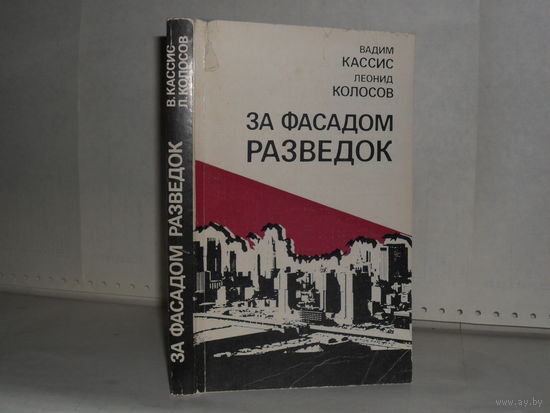 В. КАССИС
Л. КОЛОСОВ
ЗА ФАСАДОМ РАЗВЕДОК
ВАДИМ
КАССИС
ЛЕОНИД
КОЛОСОВ
ЗА ФАСАДОМ
РАЗВЕДОК
www.ay.by